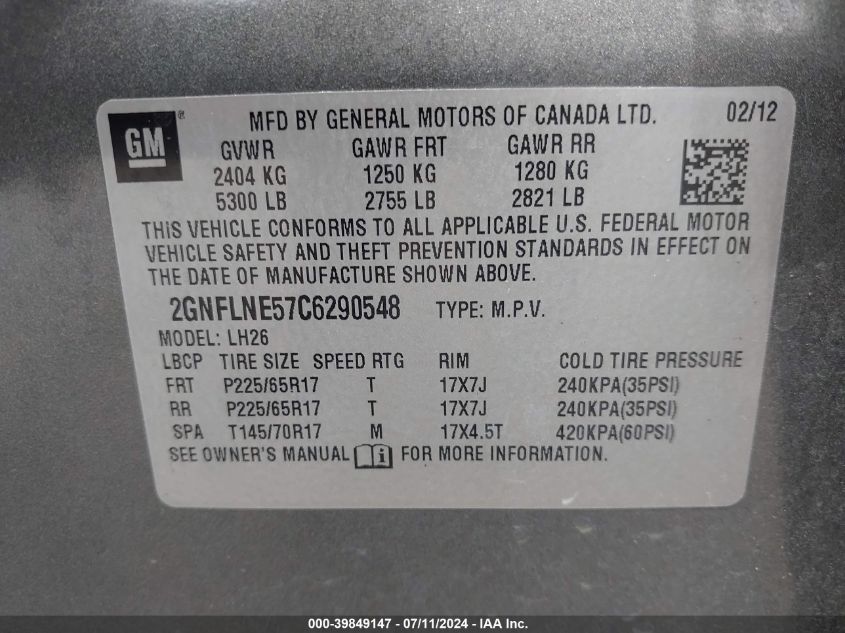 GM ®
MFD BY GENERAL MOTORS OF CANADA LTD. 02/12
GVWR GAWR FRT GAWR RR
2404 KG 1250 KG 1280 KG
5300 LB 2755 LB 2821 LB
THIS VEHICLE CONFORMS TO ALL APPLICABLE U.S. FEDERAL MOTOR
VEHICLE SAFETY AND THEFT PREVENTION STANDARDS IN EFFECT ON
THE DATE OF MANUFACTURE SHOWN ABOVE.
2GNFLNE57C6290548 TYPE: M.P.V.
MODEL: LH26
LBCP TIRE SIZE SPEED RTG RIM COLD TIRE PRESSURE
FRT P225/65R17 T 17X7J 240KPA(35PSI)
RR P225/65R17 T 17X7J 240KPA(35PSI)
SPA T145/70R17 M 17X4.5T 420KPA(60PSI)
SEE OWNER'S MANUAL i FOR MORE INFORMATION.
000-39849147 - 07/11/2024 - IAA Inc.